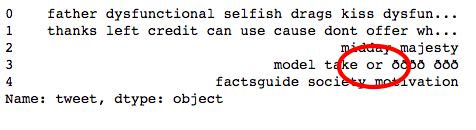 0 father dysfunctional selfish drags kiss dysfun...
1 thanks left credit can use cause dont offer wh...
2 midday majesty
3 model take or ðððð ððð
4 factsguide society motivation
Name: tweet, dtype: object